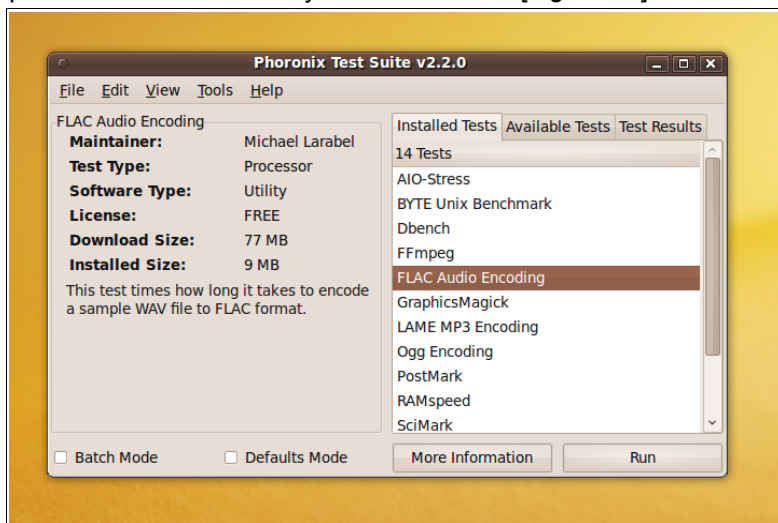 Phoronix Test Suite v2.2.0
File Edit View Tools Help
FLAC Audio Encoding
Maintainer: Michael Larabel
Test Type: Processor
Software Type: Utility
License: FREE
Download Size: 77 MB
Installed Size: 9 MB
This test times how long it takes to encode
a sample WAV file to FLAC format.
Installed Tests Available Tests Test Results
14 Tests
AIO-Stress
BYTE Unix Benchmark
Dbench
FFmpeg
FLAC Audio Encoding
GraphicsMagick
LAME MP3 Encoding
Ogg Encoding
PostMark
RAMspeed
SciMark
Batch Mode Defaults Mode More Information Run